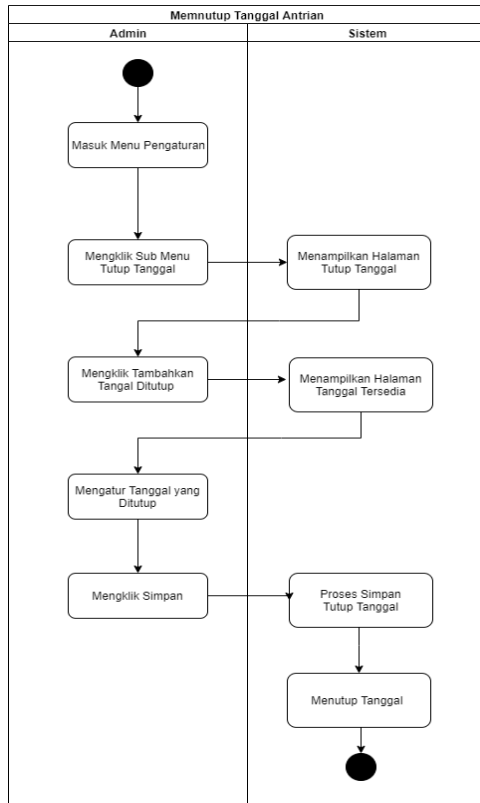 Memnutup Tanggal Antrian
Admin
Sistem
Masuk Menu Pengaturan
Mengklik Sub Menu
Tutup Tanggal
Menampilkan Halaman
Tutup Tanggal
Mengklik Tambahkan
Tangal Ditutup
Menampilkan Halaman
Tanggal Tersedia
Mengatur Tanggal yang
Ditutup
Mengklik Simpan
Proses Simpan
Tutup Tanggal
Menutup Tanggal